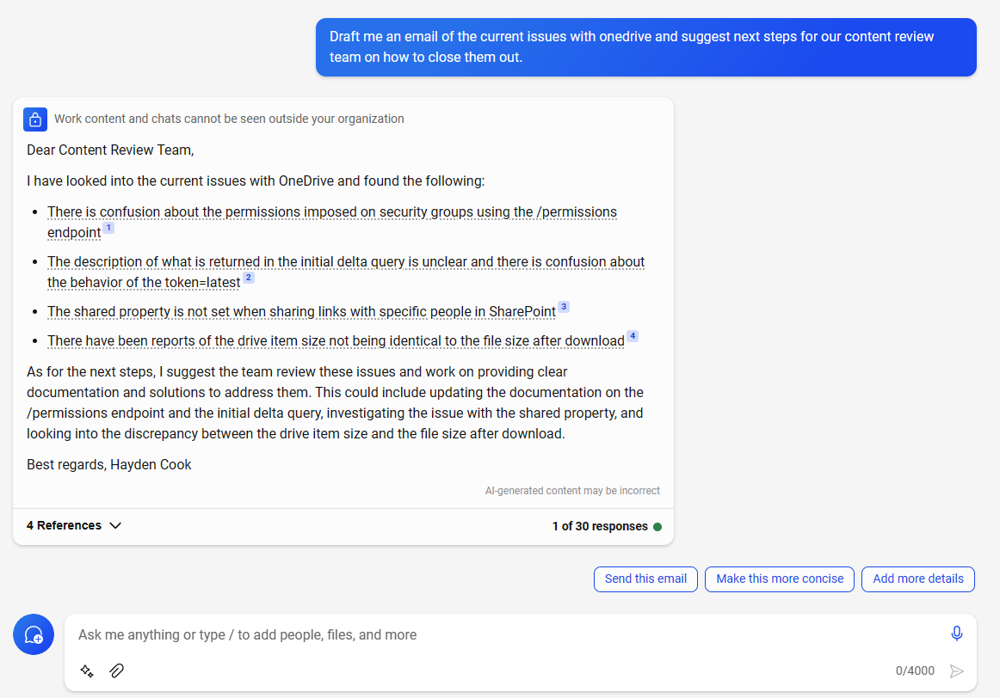 Draft me an email of the current issues with onedrive and suggest next steps for our content review
team on how to close them out.
Work content and chats cannot be seen outside your organization
Dear Content Review Team,
I have looked into the current issues with OneDrive and found the following:
• There is confusion about the permissions imposed on security groups using the /permissions
endpoint 1
• The description of what is returned in the initial delta query is unclear and there is confusion about
the behavior of the token=latest 2
• The shared property is not set when sharing links with specific people in SharePoint 3
• There have been reports of the drive item size not being identical to the file size after download 4
As for the next steps, I suggest the team review these issues and work on providing clear
documentation and solutions to address them. This could include updating the documentation on the
/permissions endpoint and the initial delta query, investigating the issue with the shared property, and
looking into the discrepancy between the drive item size and the file size after download.
Best regards, Hayden Cook
AI-generated content may be incorrect
4 References
1 of 30 responses
Send this email
Make this more concise
Add more details
Ask me anything or type / to add people, files, and more
0/4000